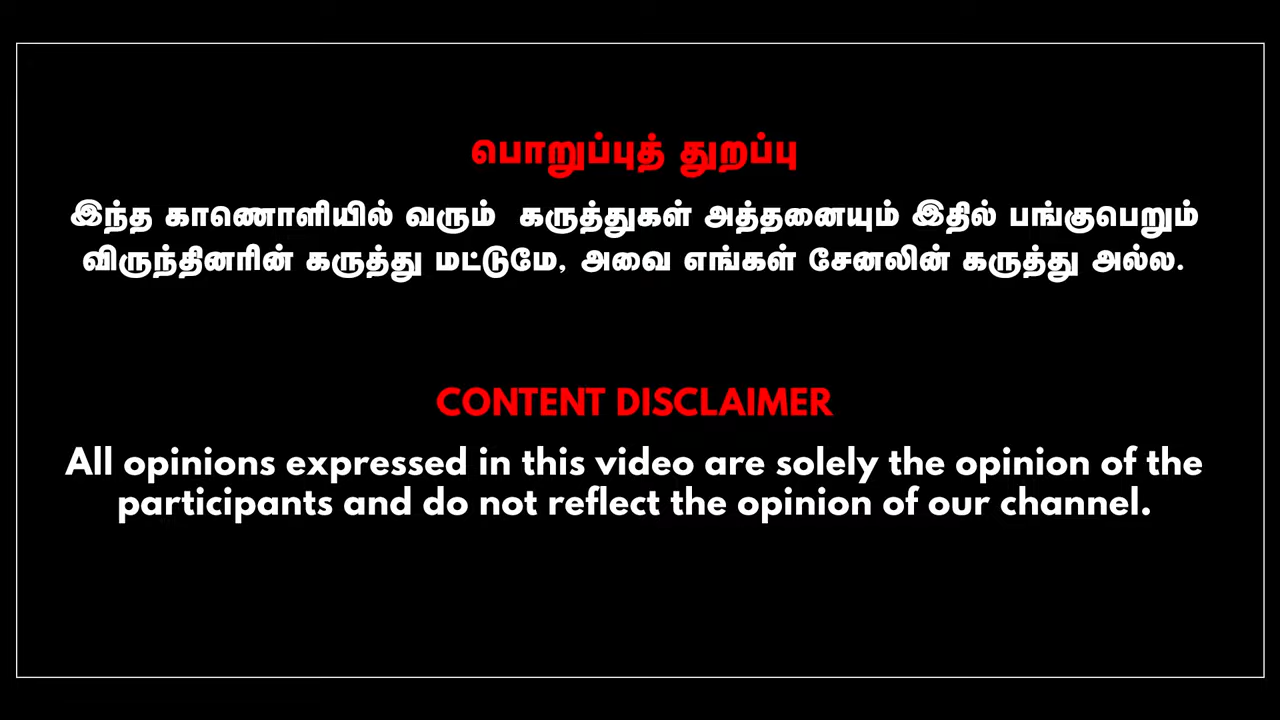 பொறுப்புத் துறப்பு
இந்த காணொளியில் வரும் கருத்துகள் அத்தனையும் இதில் பங்குபெறும்
விருந்தினரின் கருத்து மட்டுமே, அவை எங்கள் சேனலின் கருத்து அல்ல.
CONTENT DISCLAIMER
All opinions expressed in this video are solely the opinion of the
participants and do not reflect the opinion of our channel.